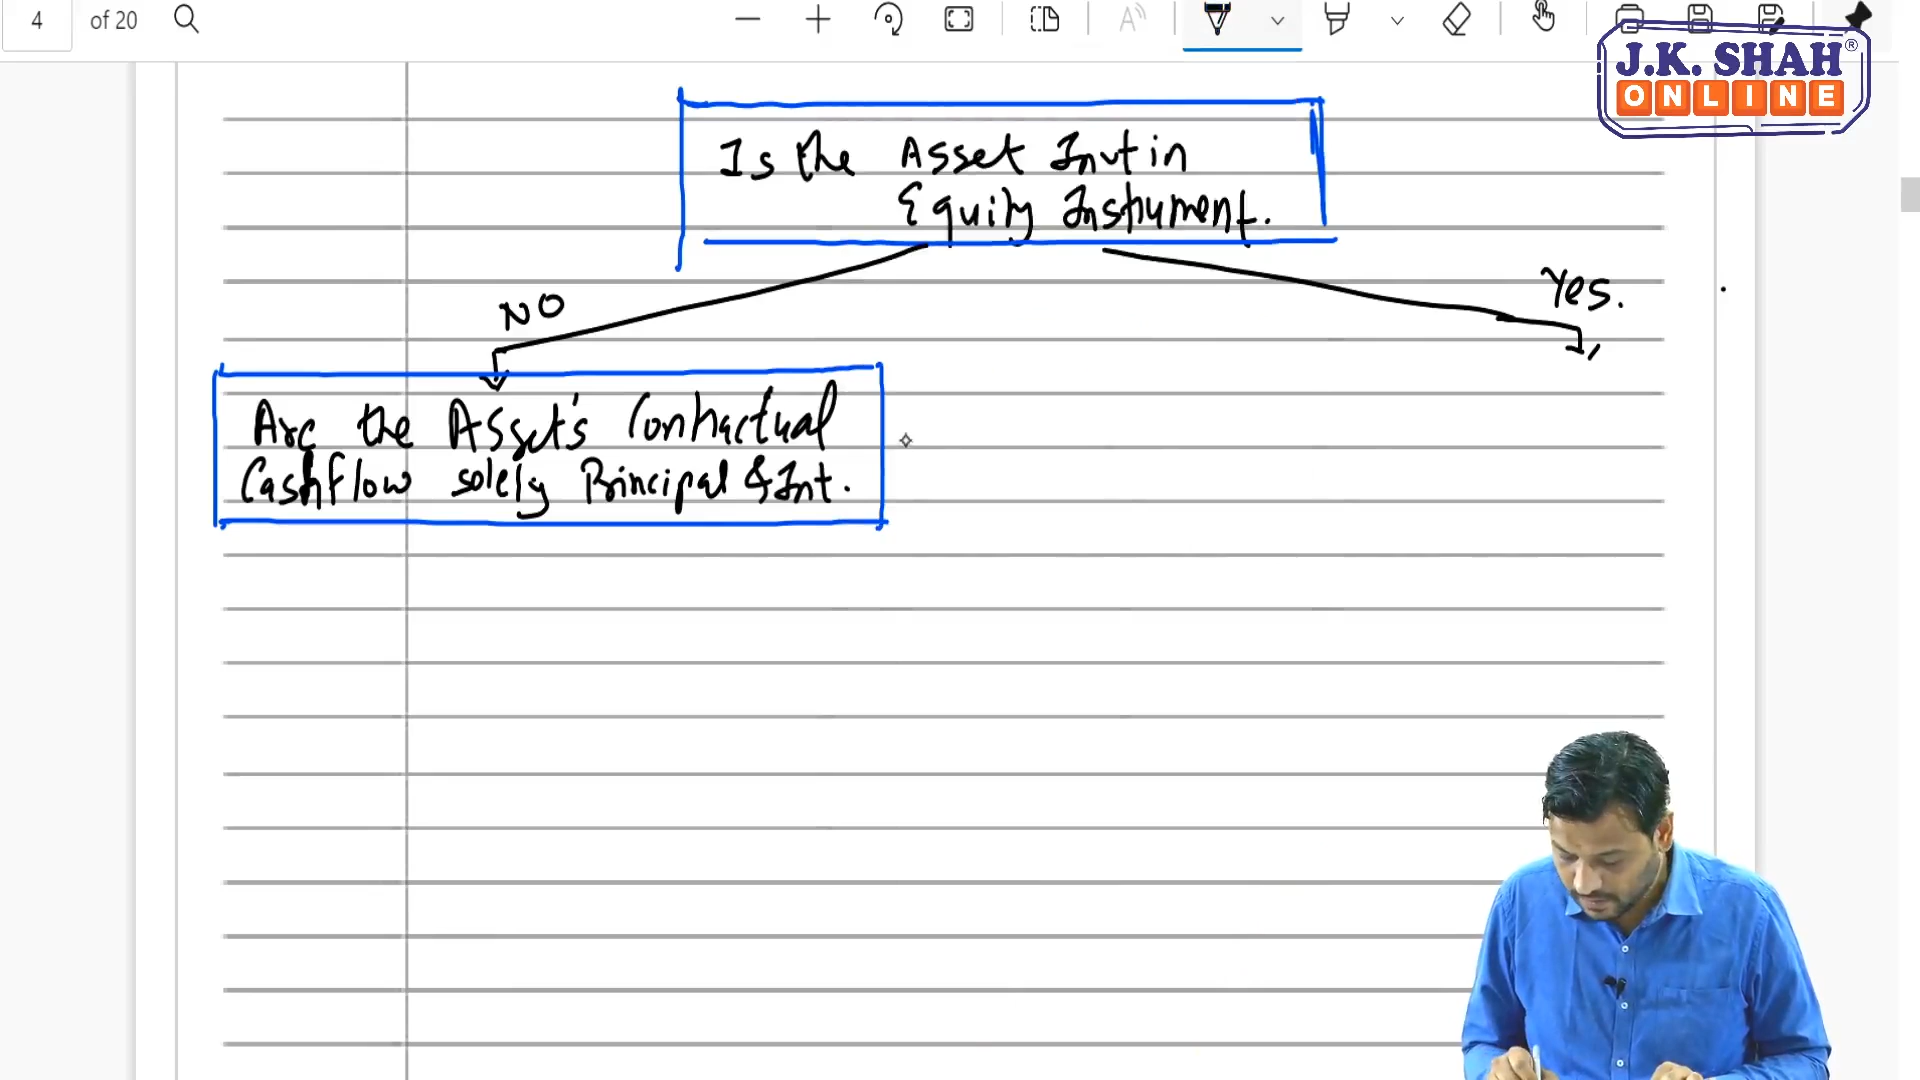 4 of 20
J.K. SHAH®
ONLINE
Is the Asset Invt in
Equity Instrument.
NO
Yes.
Are the Asset's Contractual
Cashflow solely Principal & Int.